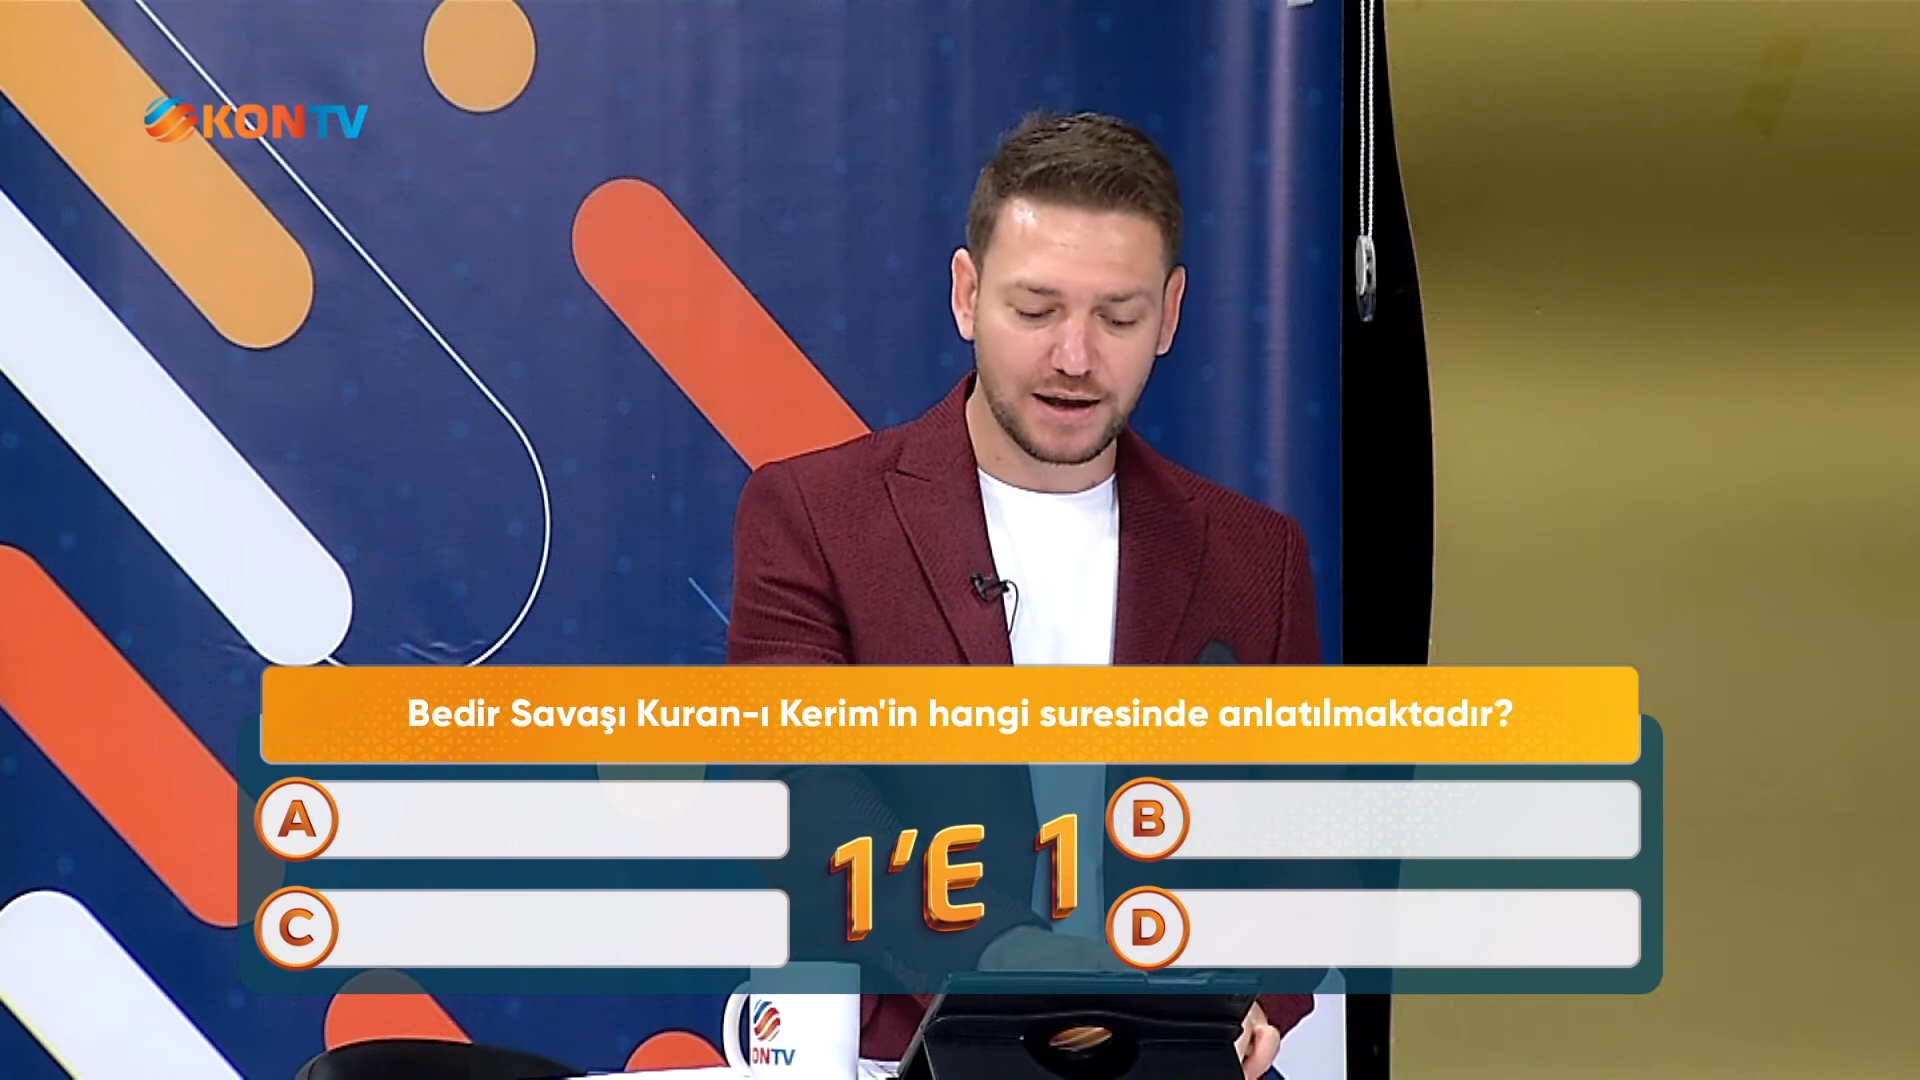 KONTV
Bedir Savaşı Kuran-ı Kerim'in hangi suresinde anlatılmaktadır?
A
B
1'E 1
C
D
ONTV